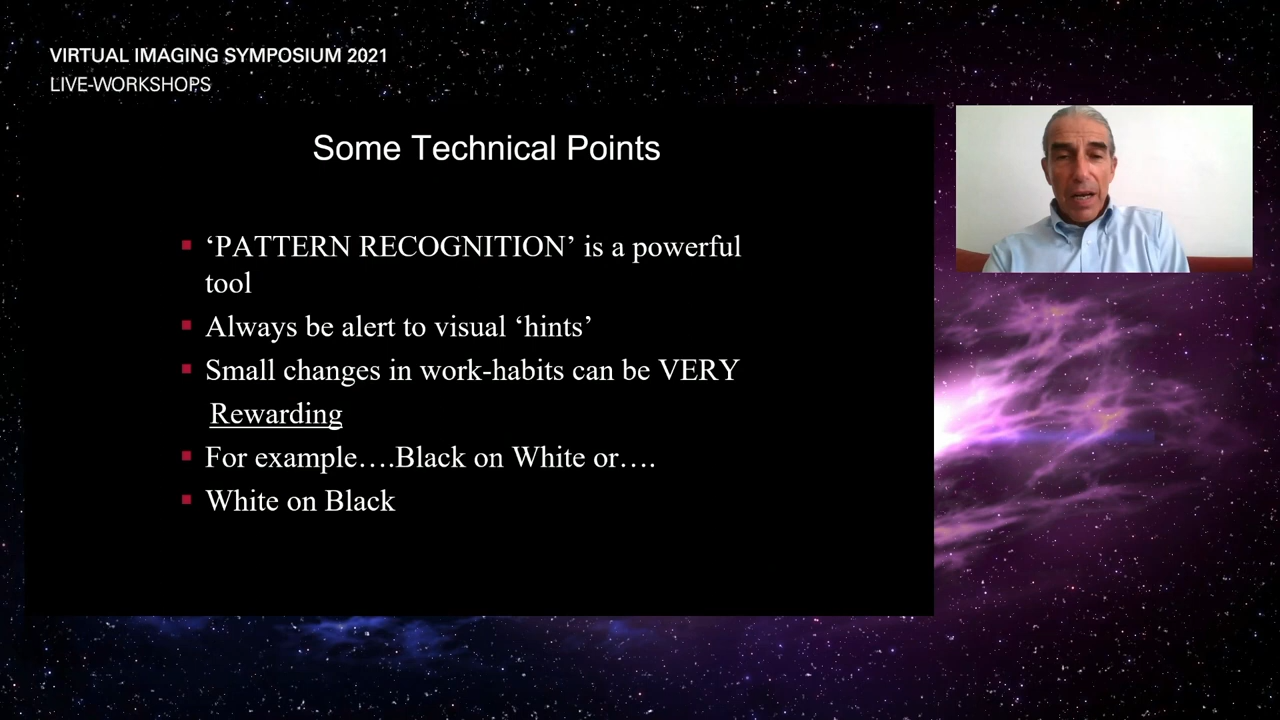 VIRTUAL IMAGING SYMPOSIUM 2021
LIVE-WORKSHOPS
Some Technical Points
‘PATTERN RECOGNITION’ is a powerful
tool
Always be alert to visual ‘hints’
Small changes in work-habits can be VERY
Rewarding
For example….Black on White or….
White on Black